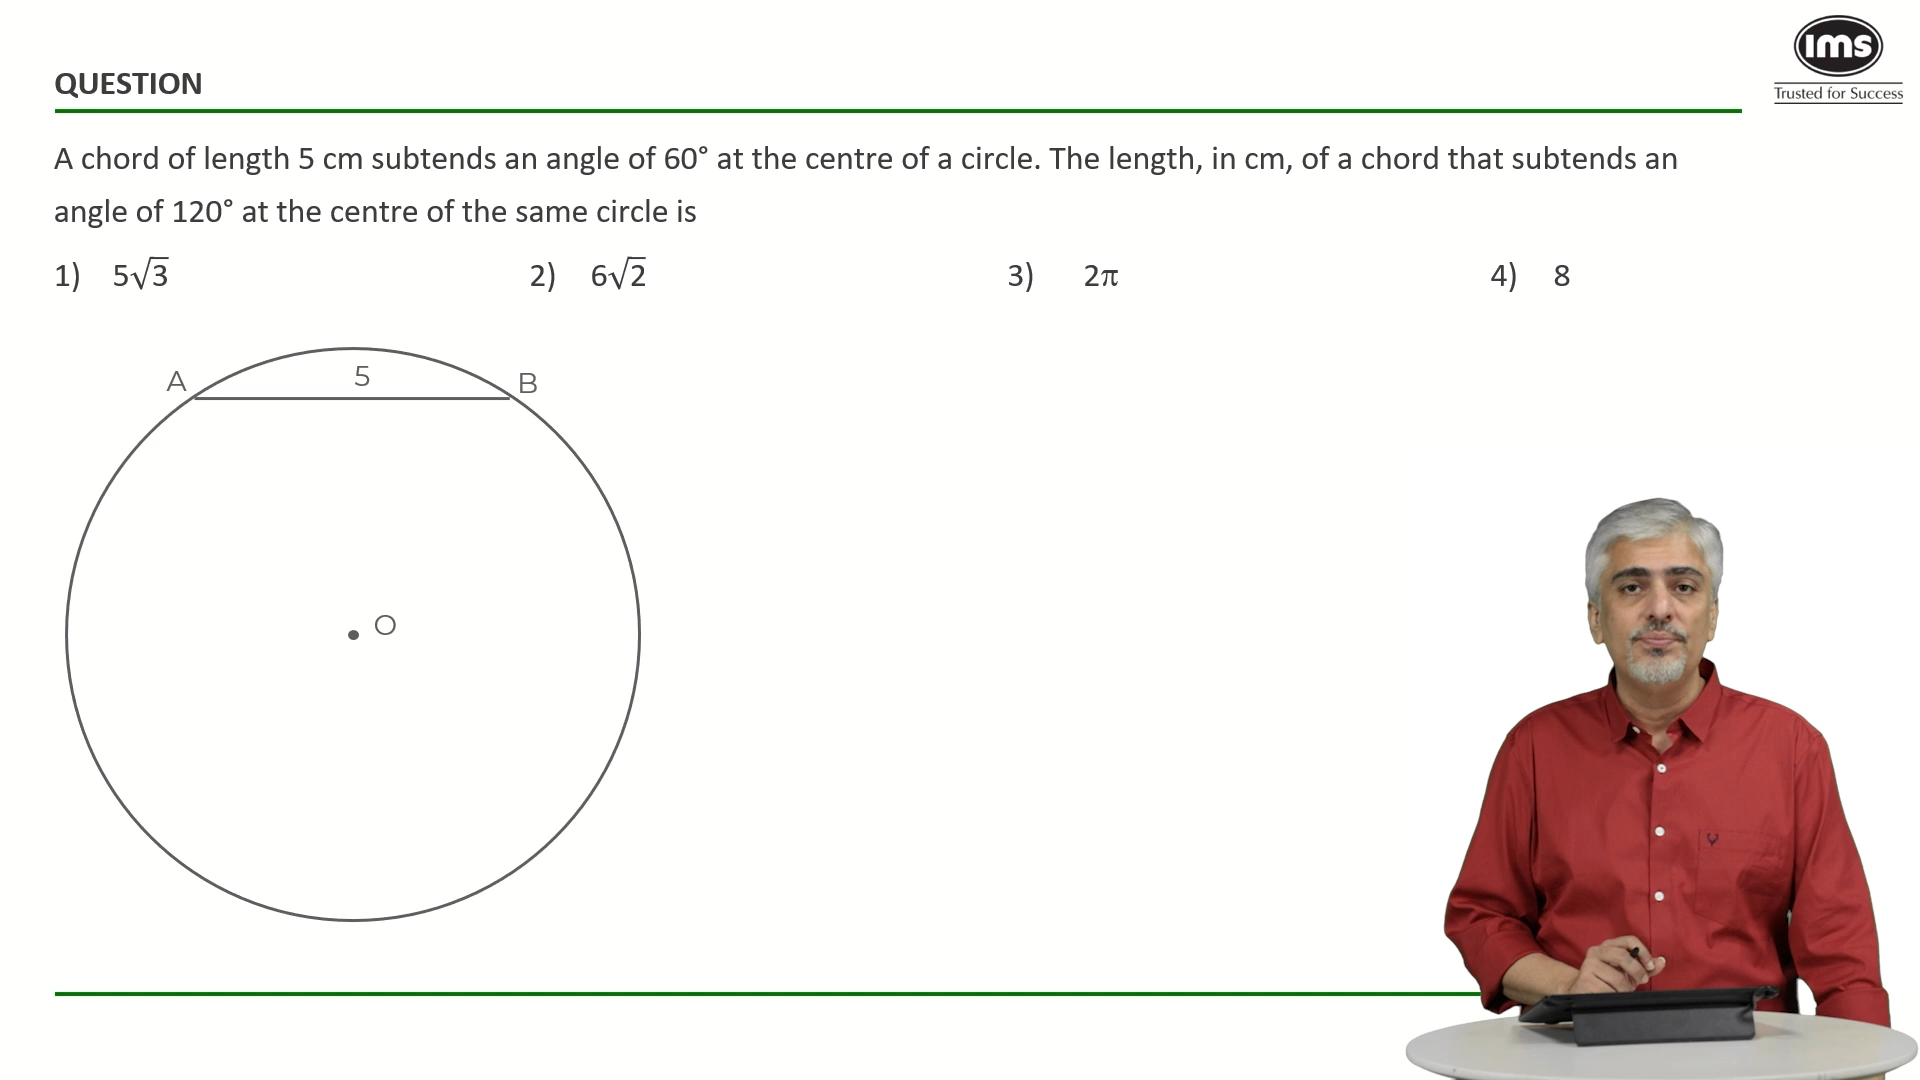 ims
Trusted for Success
QUESTION
A chord of length 5 cm subtends an angle of 60° at the centre of a circle. The length, in cm, of a chord that subtends an
angle of 120° at the centre of the same circle is
1) 5√3 2) 6√2 3) 2π 4) 8
A 5 B
O